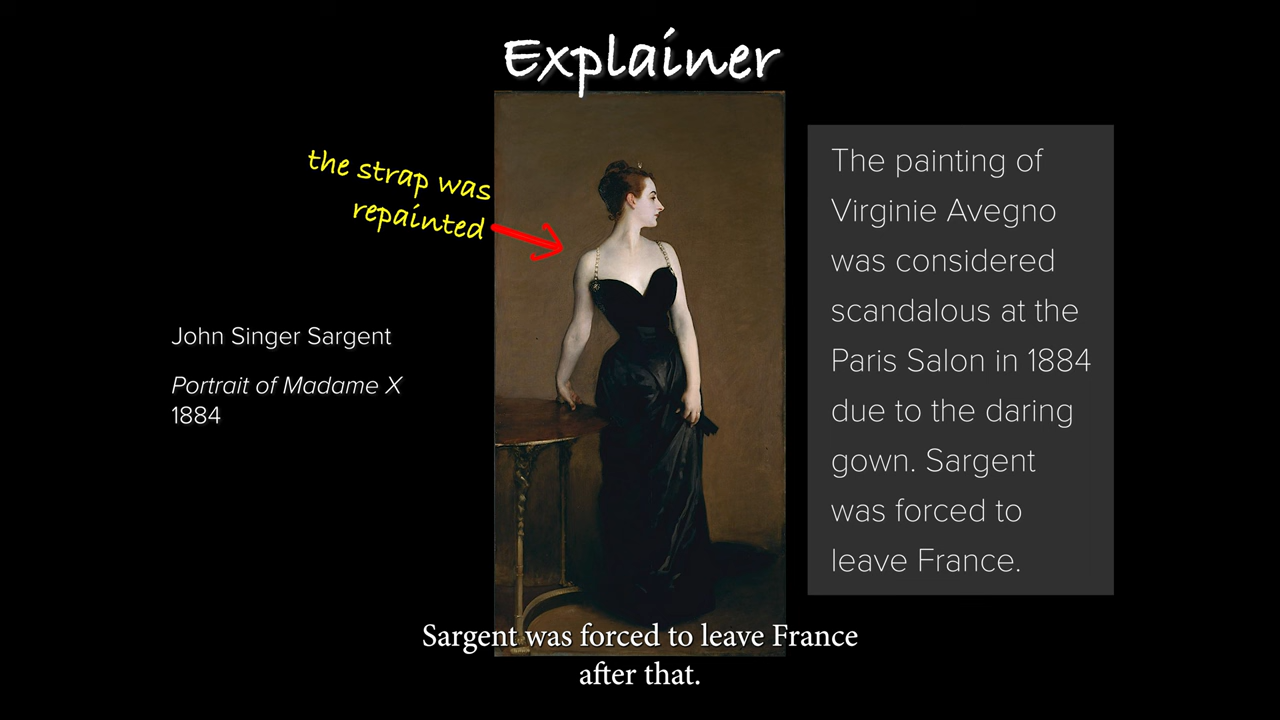 Explainer
the strap was
repainted
John Singer Sargent
Portrait of Madame X
1884
The painting of
Virginie Avegno
was considered
scandalous at the
Paris Salon in 1884
due to the daring
gown. Sargent
was forced to
leave France.
Sargent was forced to leave France
after that.